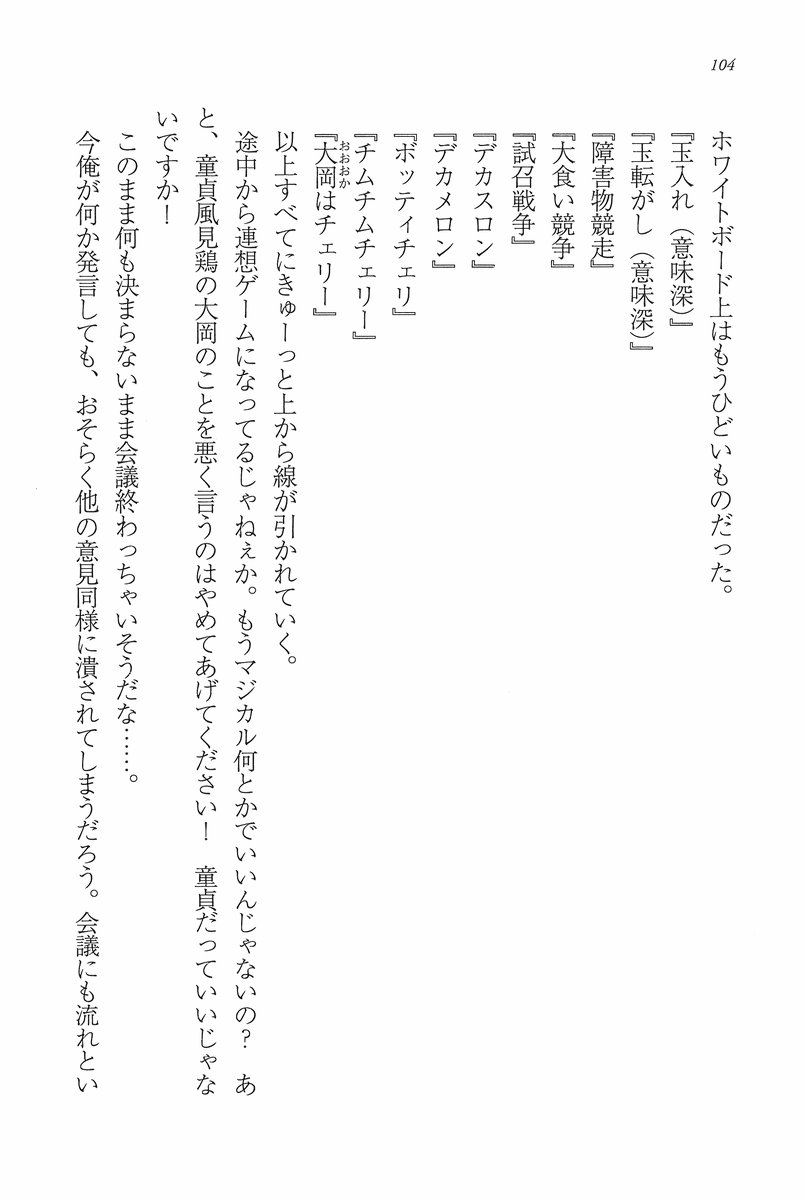 104
ホワイトボード上はもうひどいものだった。
『玉入れ（意味深）』
『玉転がし（意味深）』
『障害物競走』
『大食い競争』
『試召戦争』
『デカスロン』
『デカメロン』
『ボッティチェリ』
『チムチムチェリー』
『大岡はチェリー』
おおおか
以上すべてにきゅーっと上から線が引かれていく。
途中から連想ゲームになってるじゃねぇか。もうマジカル何とかでいいんじゃないの？　あ
と、童貞風見鶏の大岡のことを悪く言うのはやめてあげてください！　童貞だっていいじゃな
いですか！
このまま何も決まらないまま会議終わっちゃいそうだな……。
今俺が何か発言しても、おそらく他の意見同様に潰されてしまうだろう。会議にも流れとい